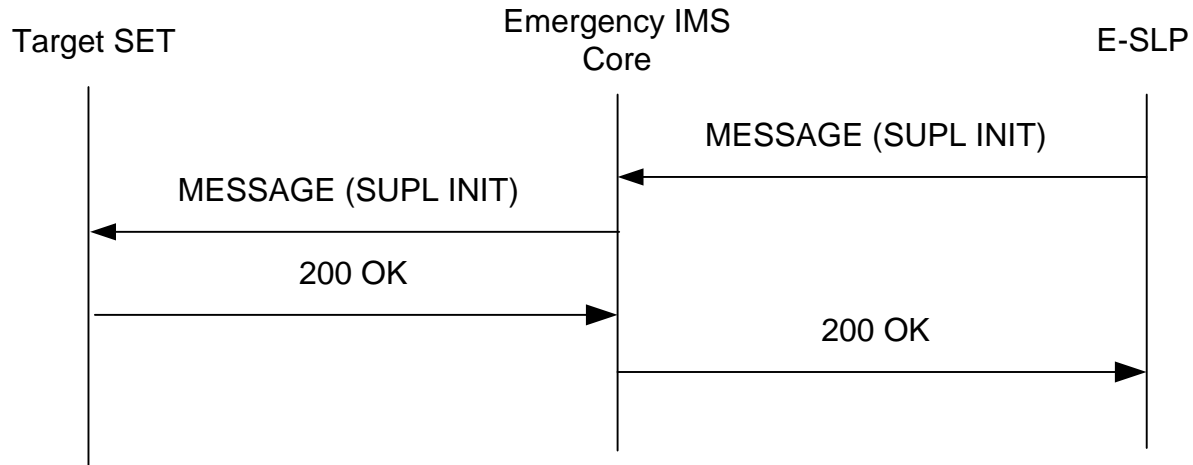 Target SET
Emergency IMS
Core
E-SLP
MESSAGE (SUPL INIT)
MESSAGE (SUPL INIT)
200 OK
200 OK